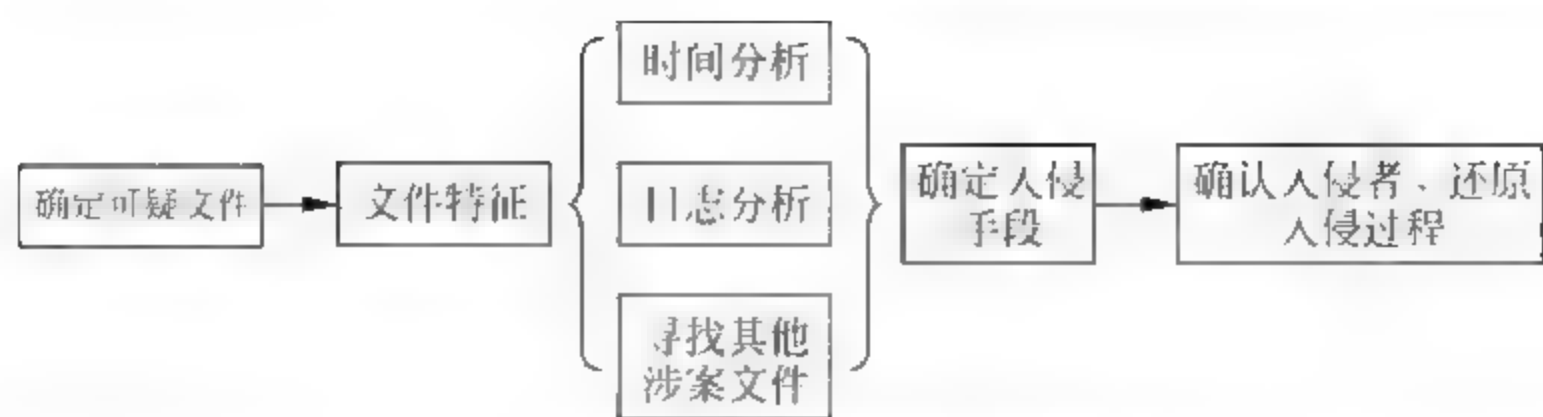 确定可疑文件
文件特征
时间分析
日志分析
寻找其他
涉案文件
确定入侵
手段
确认入侵者、还原
入侵过程